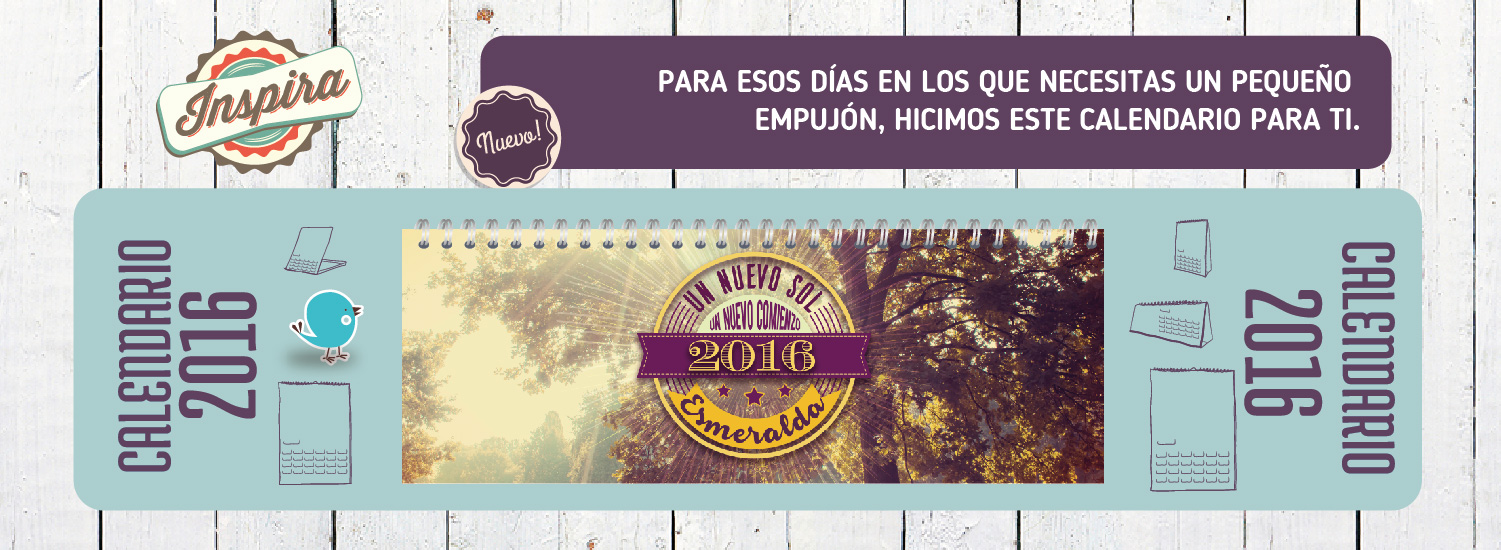 Inspira
PARA ESOS DÍAS EN LOS QUE NECESITAS UN PEQUEÑO
EMPUJÓN, HICIMOS ESTE CALENDARIO PARA TI.
Nuevo!
CALENDARIO
2016
UN NUEVO SOL
UN NUEVO COMIENZO
2016
Esmeralda
CALENDARIO
2016